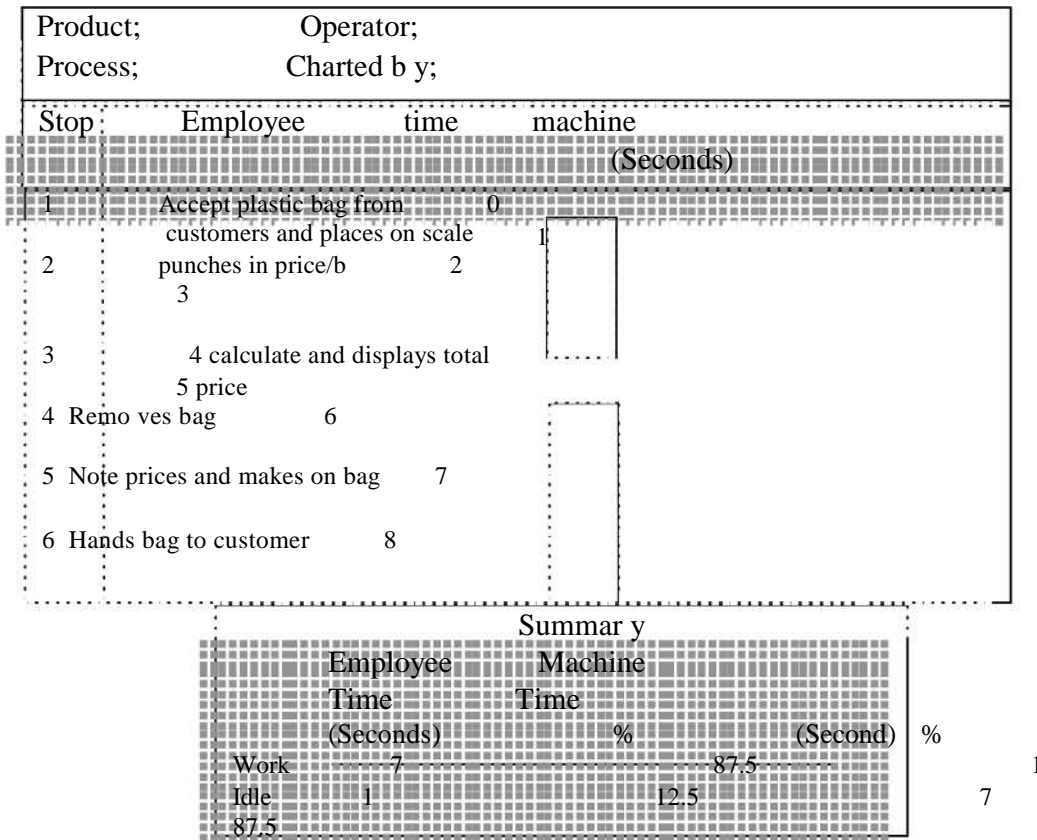 Product; Operator;
Process; Charted b y;
Stop Employee time machine
(Seconds)
1 Accept plastic bag from 0
customers and places on scale 1
2 punches in price/b 2
3
3 4 calculate and displays total
5 price
4 Remo ves bag 6
5 Note prices and makes on bag 7
6 Hands bag to customer 8
Summar y
Employee Machine
Time Time
(Seconds) % (Second) %
Work 7 87.5 1
Idle 1 12.5 7
87.5